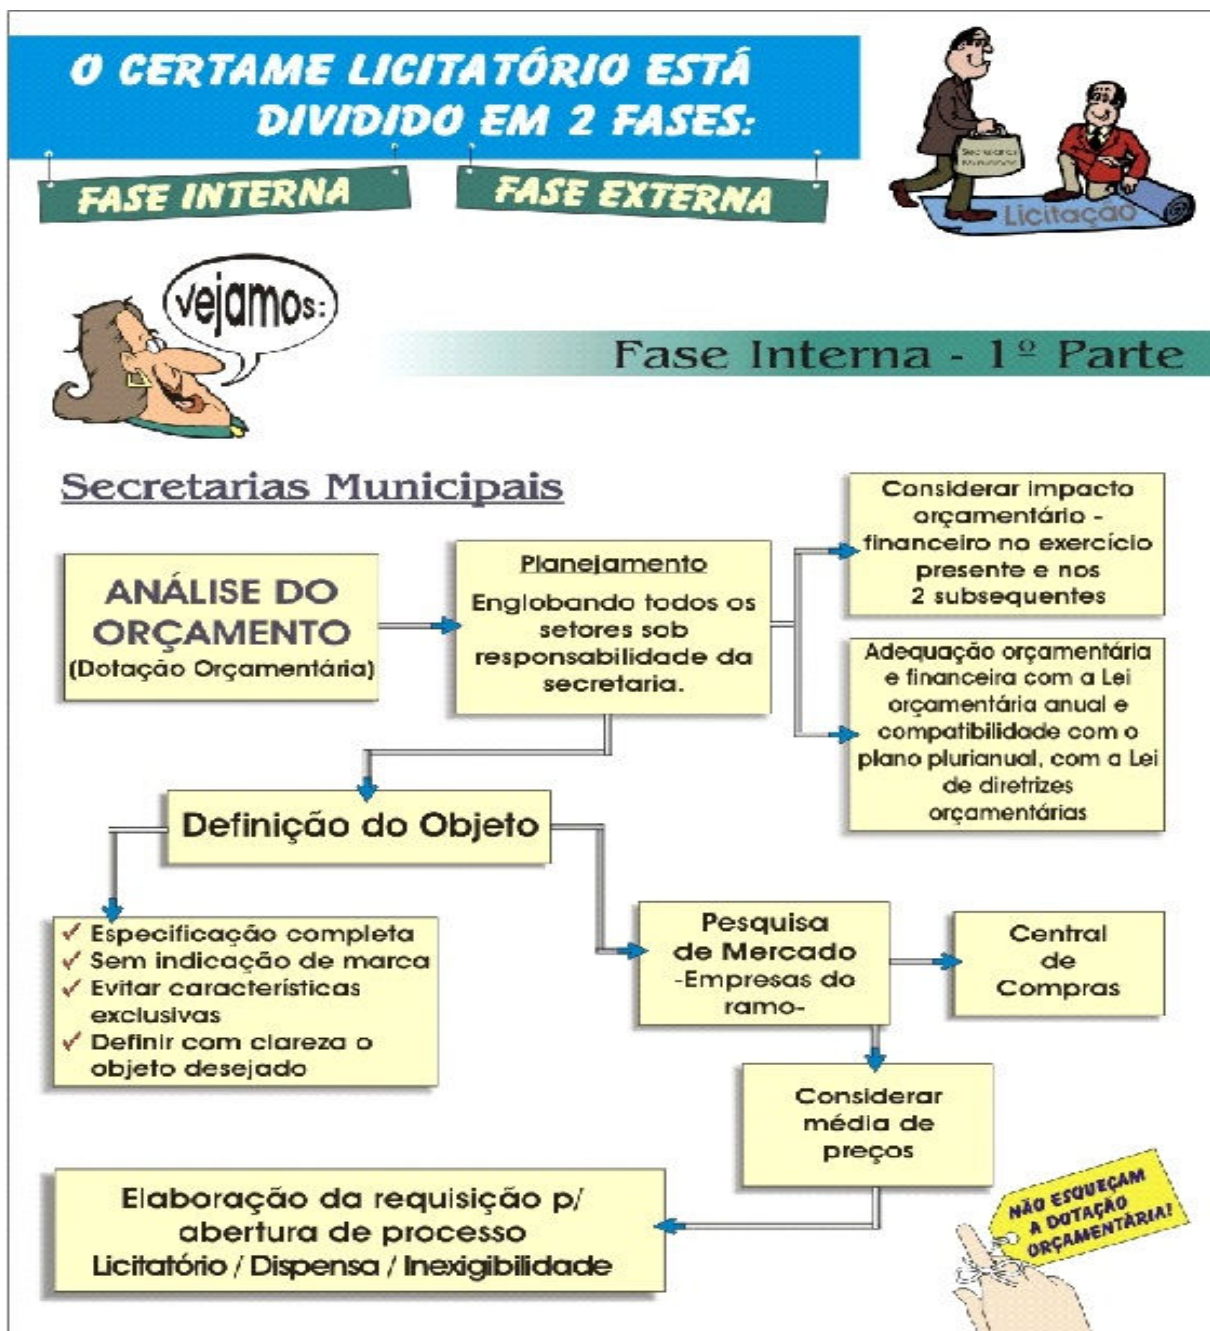 O CERTAME LICITATÓRIO ESTÁ
DIVIDIDO EM 2 FASES:
FASE INTERNA
FASE EXTERNA
Licitação
vejamos:
Fase Interna - 1º Parte
Secretarias Municipais
ANÁLISE DO
ORÇAMENTO
(Dotação Orçamentária)
Planejamento
Englobando todos os
setores sob
responsabilidade da
secretaria.
Considerar impacto
orçamentário -
financeiro no exercício
presente e nos
2 subsequentes
Adequação orçamentária
e financeira com a Lei
orçamentária anual e
compatibilidade com o
plano plurianual, com a Lei
de diretrizes
orçamentárias
Definição do Objeto
Especificação completa
Sem indicação de marca
Evitar características
exclusivas
Definir com clareza o
objeto desejado
Pesquisa
de Mercado
-Empresas do
ramo-
Central
de
Compras
Considerar
média de
preços
Elaboração da requisição p/
abertura de processo
Licitatório / Dispensa / Inexigibilidade
NÃO ESQUEÇAM
A DOTAÇÃO
ORÇAMENTÁRIA!